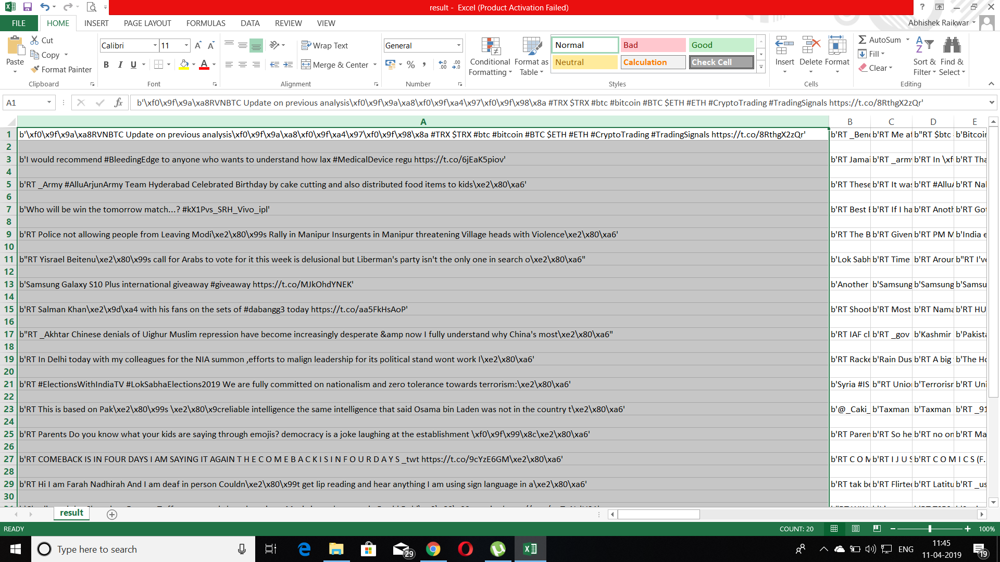 result - Excel (Product Activation Failed)
FILE HOME INSERT PAGE LAYOUT FORMULAS DATA REVIEW VIEW
Abhishek Raikwar
Paste
Cut
Copy
Format Painter
Clipboard
Calibri 11
B I U
Font
Wrap Text
Merge & Center
Alignment
General
%
Number
Conditional Formatting
Format as Table
Normal Bad Good
Neutral Calculation Check Cell
Styles
Insert Delete Format
Cells
AutoSum
Fill
Clear
Sort & Filter
Find & Select
Editing
A1
fx
b'\xf0\x9f\x9a\xa8RVNBTC Update on previous analysis\xf0\x9f\x9a\xa8\xf0\x9f\xa4\x97\xf0\x9f\x98\x8a #TRX $TRX #btc #bitcoin #BTC $ETH #ETH #CryptoTrading #TradingSignals https://t.co/8RthgX2zQr'
A B C D E
1 b'\xf0\x9f\x9a\xa8RVNBTC Update on previous analysis\xf0\x9f\x9a\xa8\xf0\x9f\xa4\x97\xf0\x9f\x98\x8a #TRX $TRX #btc #bitcoin #BTC $ETH #ETH #CryptoTrading #TradingSignals https://t.co/8RthgX2zQr' b'RT _Ben b'RT Me a b"RT $btc b'Bitcoin
2
3 b'I would recommend #BleedingEdge to anyone who wants to understand how lax #MedicalDevice regu https://t.co/6jEaK5piov' b'RT Jamai b'RT _army b'RT In \xf b'RT Tha
4
5 b'RT _Army #AlluArjunArmy Team Hyderabad Celebrated Birthday by cake cutting and also distributed food items to kids\xe2\x80\xa6' b'RT These b'RT It was b'RT #Allu b'RT Na
6
7 b'Who will be win the tomorrow match...? #kX1Pvs_SRH_Vivo_ipl' b'RT Best b'RT If I ha b'RT Anoth b'RT Go
8
9 b'RT Police not allowing people from Leaving Modi\xe2\x80\x99s Rally in Manipur Insurgents in Manipur threatening Village heads with Violence\xe2\x80\xa6' b'RT The B b'RT Given b'RT PM M b'India e
10
11 b"RT Yisrael Beitenu\xe2\x80\x99s call for Arabs to vote for it this week is delusional but Liberman's party isn't the only one in search o\xe2\x80\xa6" b'Lok Sabh b'RT Time b'RT Arour b"RT I've
12
13 b'Samsung Galaxy S10 Plus international giveaway #giveaway https://t.co/MJkOhdYNEK' b'Another b'Samsung b'Samsung b'Samsu
14
15 b'RT Salman Khan\xe2\x9d\xa4 with his fans on the sets of #dabangg3 today https://t.co/aa5FkHsAoP' b'RT Shoot b'RT Most b'RT Nama b'RT HU
16
17 b"RT _Akhtar Chinese denials of Uighur Muslim repression have become increasingly desperate &amp now I fully understand why China's most\xe2\x80\xa6" b'RT IAF cl b'RT _gov b'Kashmir b'Pakista
18
19 b'RT In Delhi today with my colleagues for the NIA summon ,efforts to malign leadership for its political stand wont work I\xe2\x80\xa6' b'RT Racke b'Rain Dus b'RT A big b'The Ho
20
21 b'RT #ElectionsWithIndiaTV #LokSabhaElections2019 We are fully committed on nationalism and zero tolerance towards terrorism:\xe2\x80\xa6' b'Syria #IS b"RT Unio b'Terrorism b'RT Uni
22
23 b'RT This is based on Pak\xe2\x80\x99s \xe2\x80\x9creliable intelligence the same intelligence that said Osama bin Laden was not in the country t\xe2\x80\xa6' b'@_Caki_ b'Taxman b'Taxman b'RT _91
24
25 b'RT Parents Do you know what your kids are saying through emojis? democracy is a joke laughing at the establishment \xf0\x9f\x99\x8c\xe2\x80\xa6' b'RT Paren b'RT So he b'RT no on b'RT Ma
26
27 b'RT COMEBACK IS IN FOUR DAYS I AM SAYING IT AGAIN T H E C O M E B A C K I S I N F O U R D A Y S _twt https://t.co/9cYzE6GM\xe2\x80\xa6' b'RT C O M b'RT I J U S b'RT C O M I C S (F.
28
29 b'RT Hi I am Farah Nadhirah And I am deaf in person Couldn\xe2\x80\x99t get lip reading and hear anything I am using sign language in a\xe2\x80\xa6' b'RT tak be b'RT Flirted b'RT Latitu b'RT _us
30
result
READY
COUNT: 20
100%
Type here to search
29
ENG
11:45
11-04-2019
19